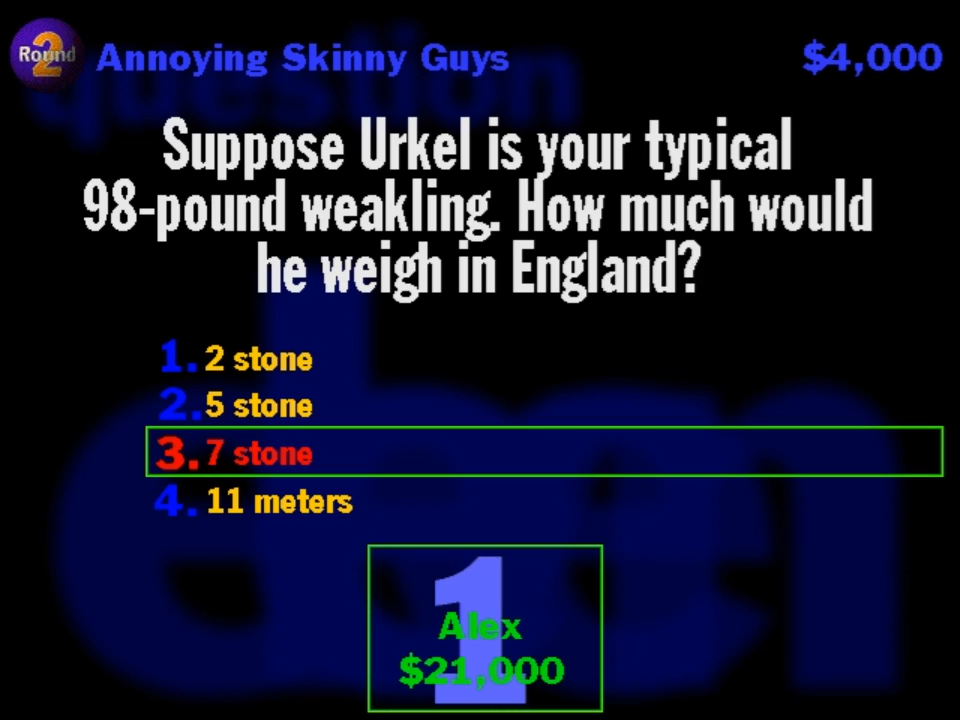 Round 2
Annoying Skinny Guys
$4,000
question
Suppose Urkel is your typical
98-pound weakling. How much would
he weigh in England?
1. 2 stone
2. 5 stone
3. 7 stone
4. 11 meters
1
Alex
$21,000